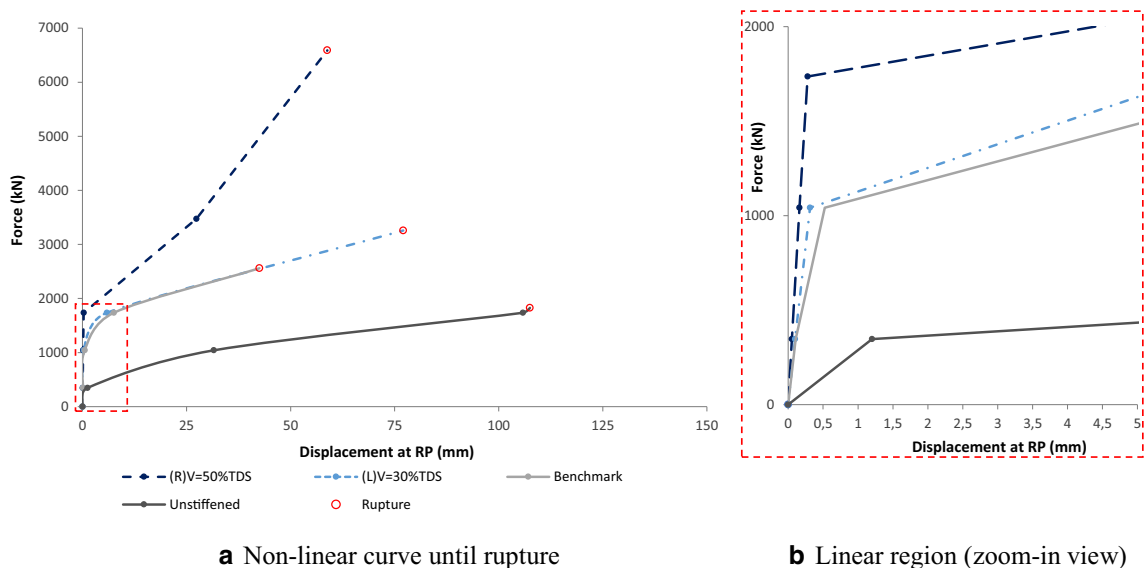 7000
6000
5000
4000
3000
2000
1000
0
Force (kN)
0 25 50 75 100 125 150
Displacement at RP (mm)
(R)V=50%TDS (L)V=30%TDS Benchmark
Unstiffened Rupture
a Non-linear curve until rupture
2000
1000
0
Force (kN)
0 0,5 1 1,5 2 2,5 3 3,5 4 4,5 5
Displacement at RP (mm)
b Linear region (zoom-in view)